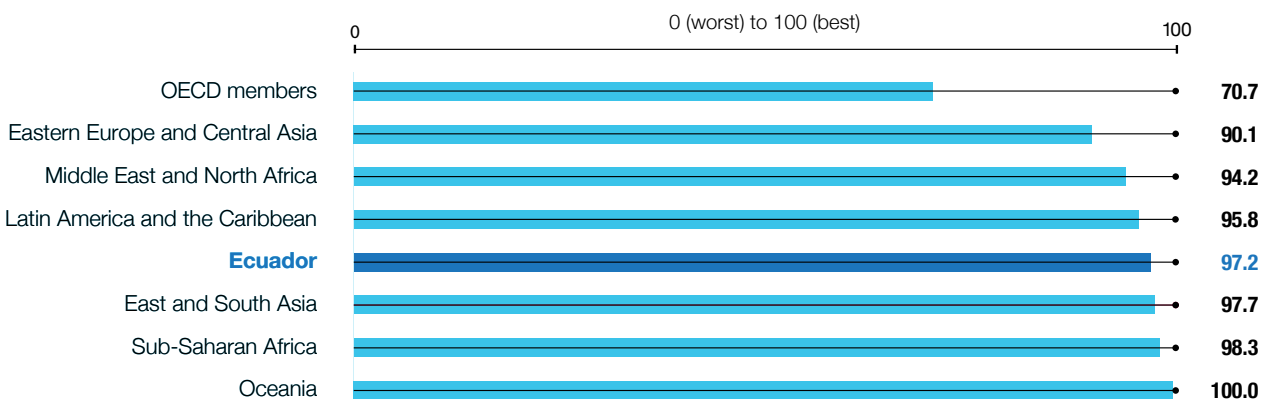 0 (worst) to 100 (best)
0 100
OECD members 70.7
Eastern Europe and Central Asia 90.1
Middle East and North Africa 94.2
Latin America and the Caribbean 95.8
Ecuador 97.2
East and South Asia 97.7
Sub-Saharan Africa 98.3
Oceania 100.0